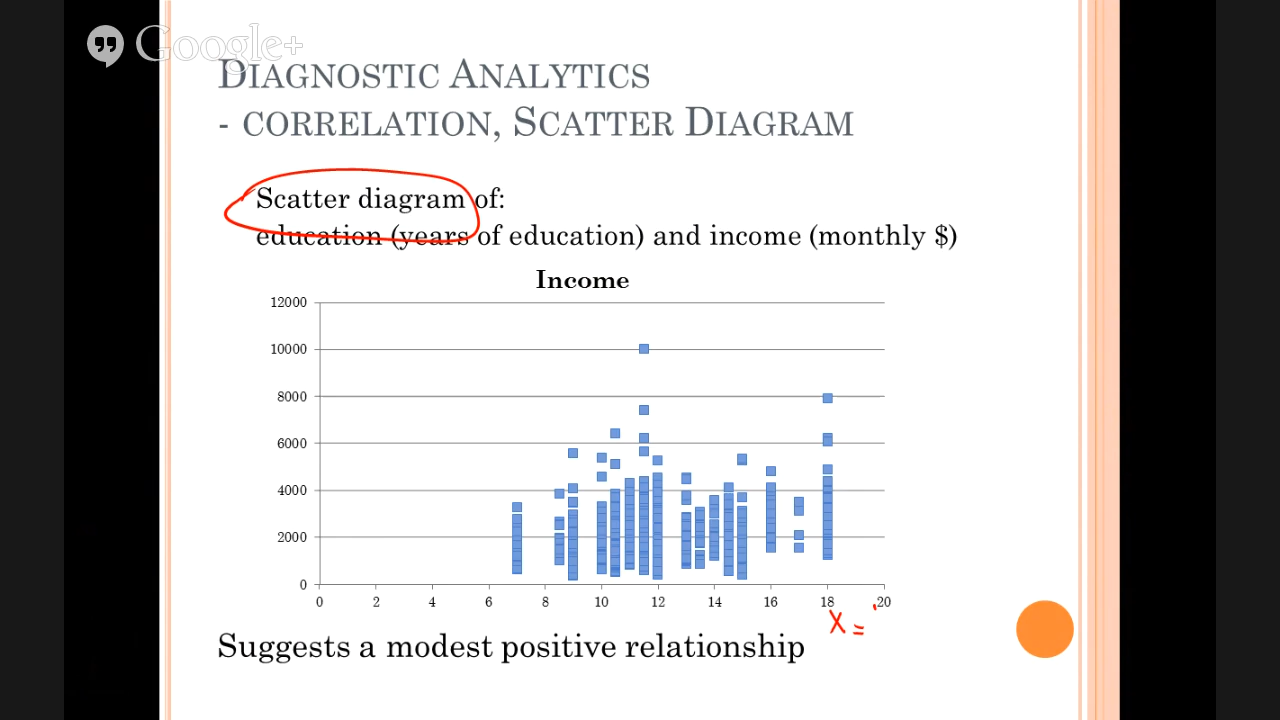 Google+
DIAGNOSTIC ANALYTICS
- CORRELATION, SCATTER DIAGRAM
Scatter diagram of:
education (years of education) and income (monthly $)
Income
12000
10000
8000
6000
4000
2000
0
0 2 4 6 8 10 12 14 16 18 20
X =
Suggests a modest positive relationship